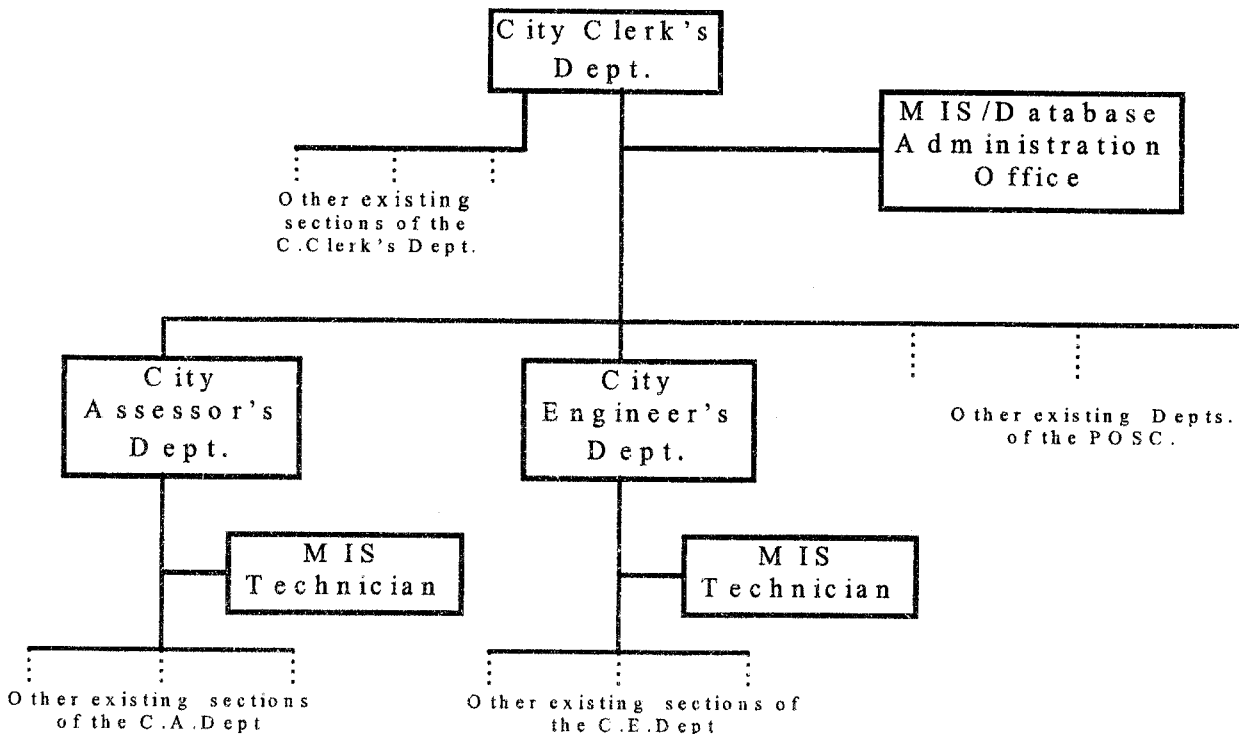 City Clerk's
Dept.
MIS/Database
Administration
Office
Other existing
sections of the
C.Clerk's Dept.
City
Assessor's
Dept.
City
Engineer's
Dept.
Other existing Depts.
of the POSC.
MIS
Technician
MIS
Technician
Other existing sections
of the C.A.Dept
Other existing sections of
the C.E.Dept